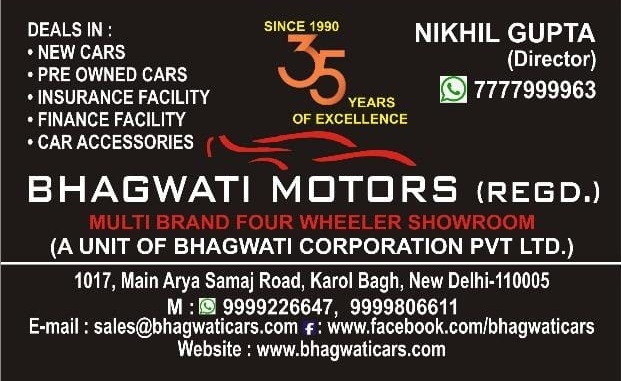 DEALS IN :
• NEW CARS
• PRE OWNED CARS
• INSURANCE FACILITY
• FINANCE FACILITY
• CAR ACCESSORIES
SINCE 1990
35
YEARS
OF EXCELLENCE
NIKHIL GUPTA
(Director)
7777999963
BHAGWATI MOTORS (REGD.)
MULTI BRAND FOUR WHEELER SHOWROOM
(A UNIT OF BHAGWATI CORPORATION PVT LTD.)
1017, Main Arya Samaj Road, Karol Bagh, New Delhi-110005
M : 9999226647, 9999806611
E-mail : sales@bhagwaticars.com f : www.facebook.com/bhagwaticars
Website : www.bhagwaticars.com